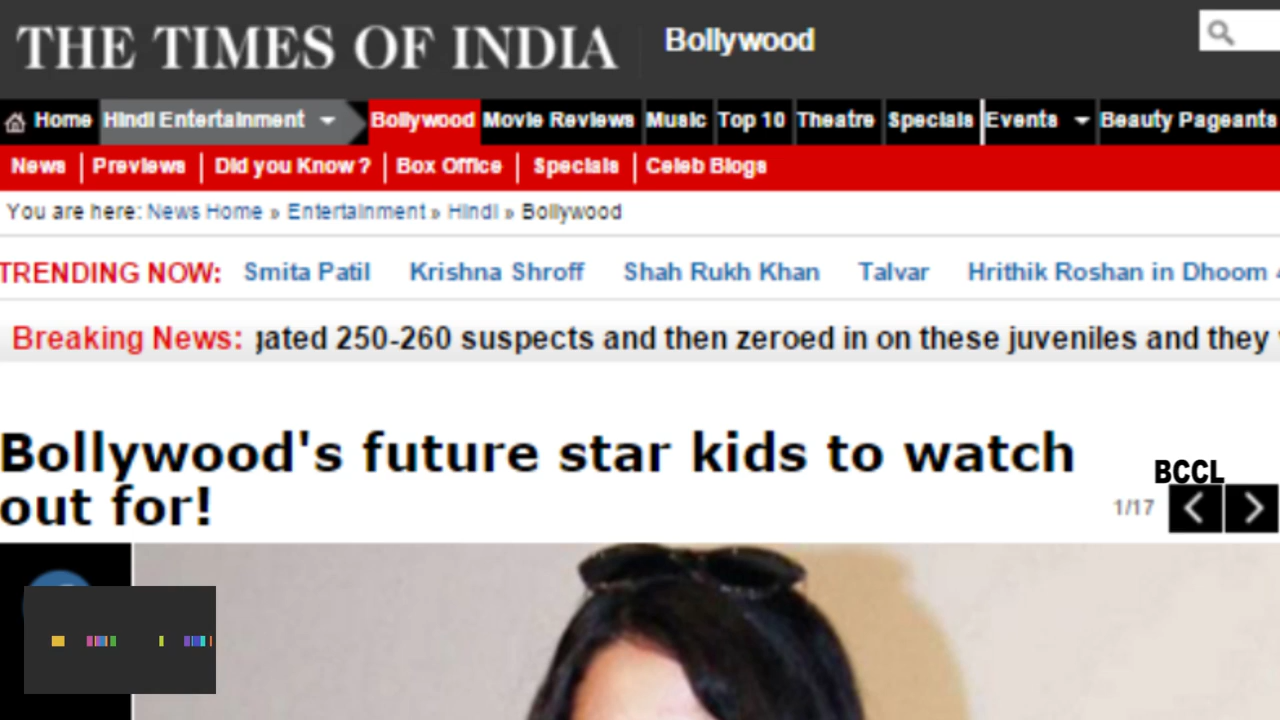 THE TIMES OF INDIA Bollywood
Home Hindi Entertainment Bollywood Movie Reviews Music Top 10 Theatre Specials Events Beauty Pageants
News Previews Did you Know? Box Office Specials Celeb Blogs
You are here: News Home » Entertainment » Hindi » Bollywood
TRENDING NOW: Smita Patil Krishna Shroff Shah Rukh Khan Talvar Hrithik Roshan in Dhoom
Breaking News: gated 250-260 suspects and then zeroed in on these juveniles and they
Bollywood's future star kids to watch
out for!
BCCL
1/17